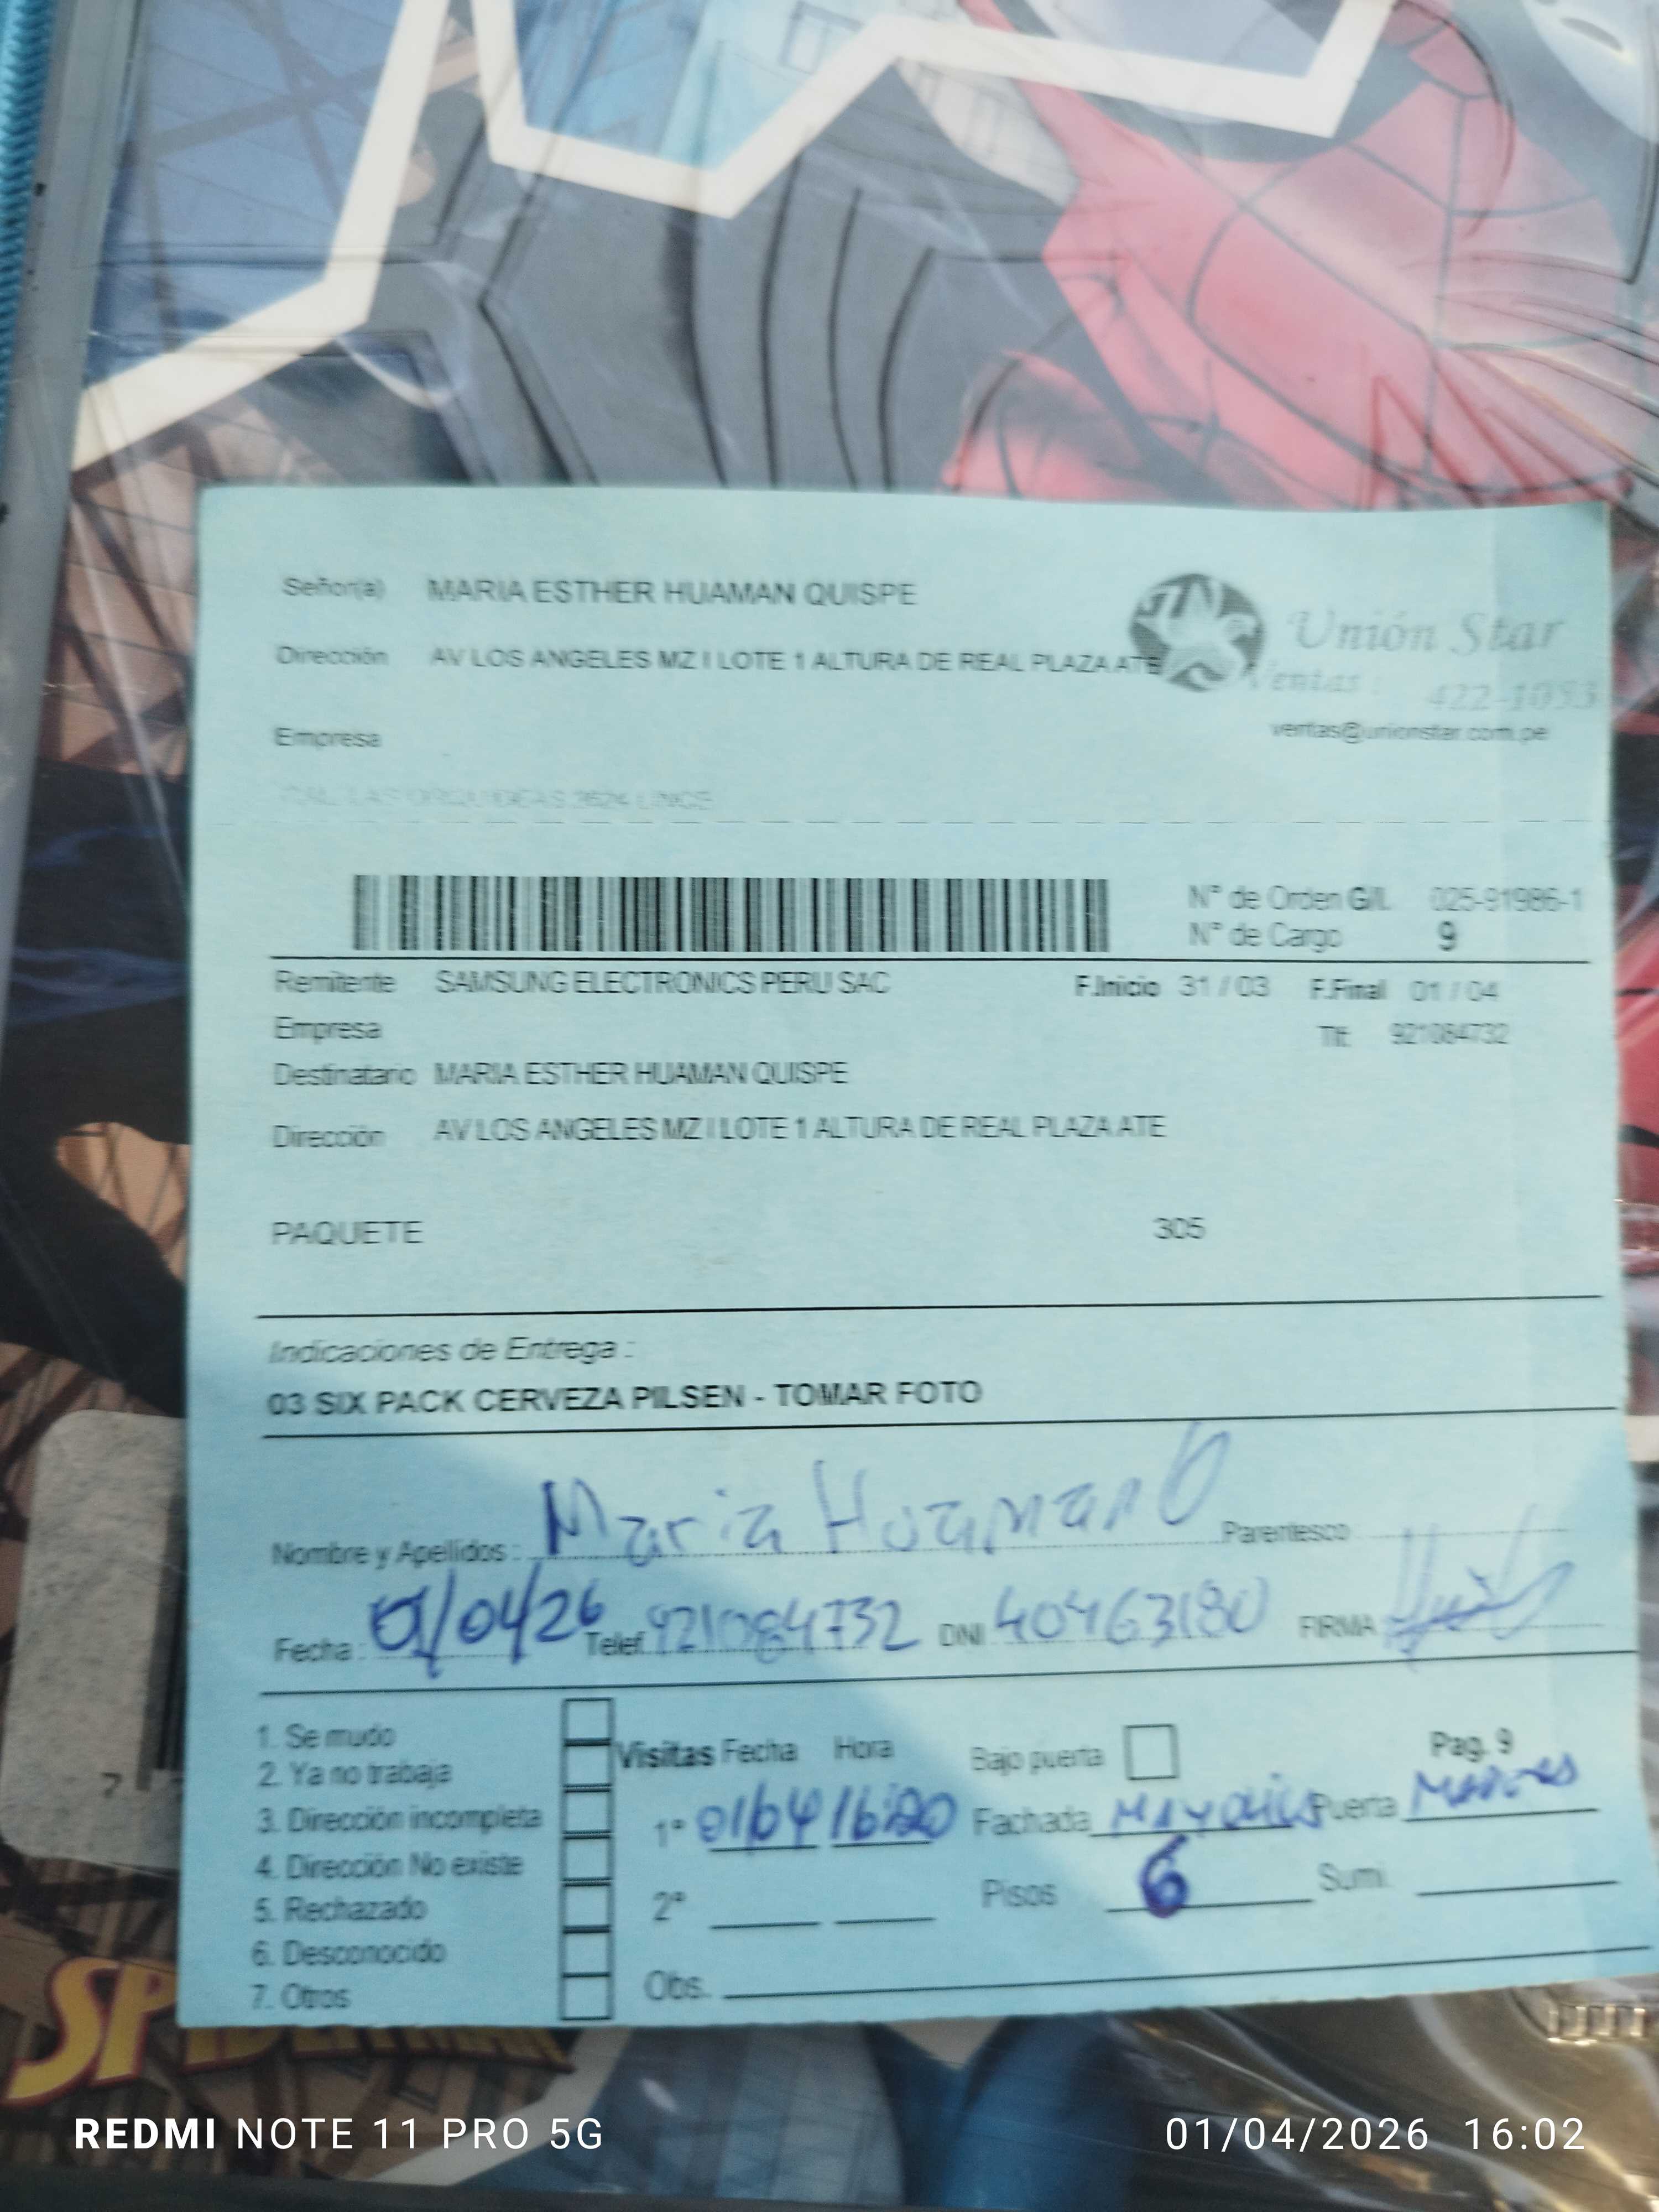 Señor(a) MARIA ESTHER HUAMAN QUISPE
Unión Star
Dirección AV LOS ANGELES MZ I LOTE 1 ALTURA DE REAL PLAZA ATE
Ventas : 422-1093
ventas@unionstar.com.pe
Empresa
LINCE
N° de Orden G/L 025-91986-1
N° de Cargo 9
Remitente SAMSUNG ELECTRONICS PERU SAC F.Inicio 31 / 03 F.Final 01 / 04
Empresa Tlf: 921084732
Destinatario MARIA ESTHER HUAMAN QUISPE
Dirección AV LOS ANGELES MZ I LOTE 1 ALTURA DE REAL PLAZA ATE
PAQUETE 305
Indicaciones de Entrega :
03 SIX PACK CERVEZA PILSEN - TOMAR FOTO
Nombre y Apellidos : Maria Huaman Parentesco
Fecha : 01/04/26 Telef. 921084732 DNI 40463180 FIRMA
1. Se mudo
2. Ya no trabaja
3. Dirección incompleta
4. Dirección No existe
5. Rechazado
6. Desconocido
7. Otros
Visitas Fecha Hora Bajo puerta Pag. 9
1° 01/04 Fachada Puerta
2° Pisos 6 Sumi.
Obs.
SPIDER-MAN
REDMI NOTE 11 PRO 5G 01/04/2026 16:02